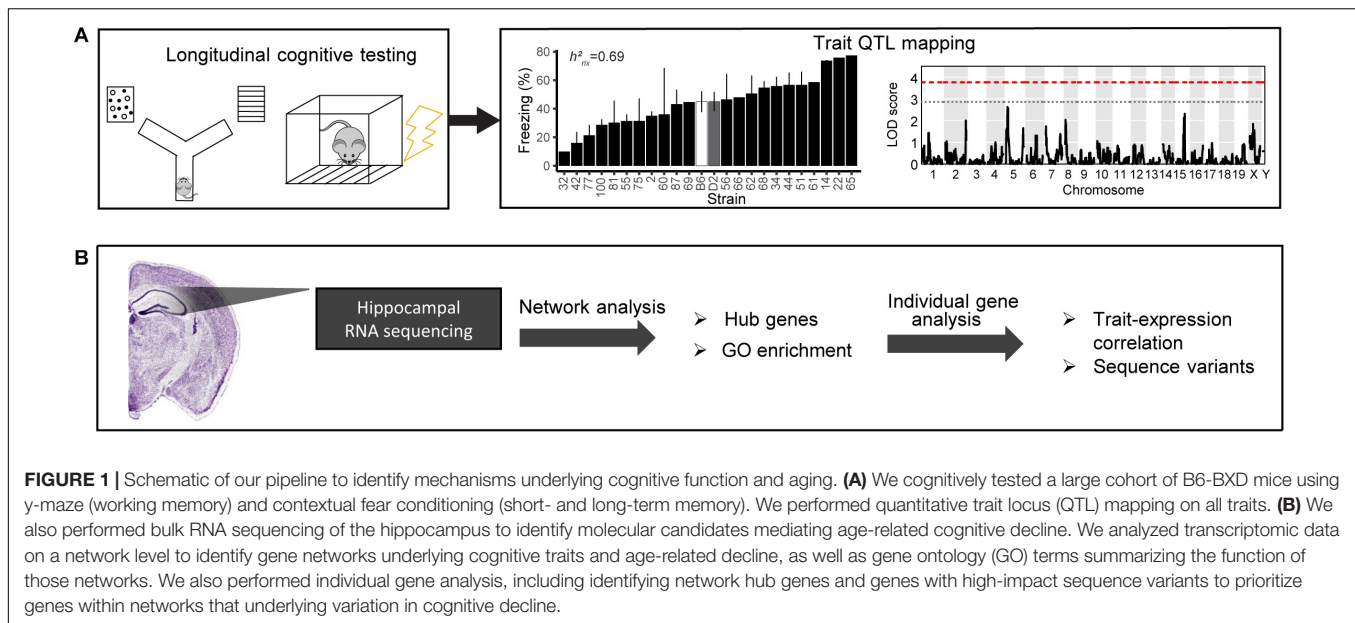 A
Longitudinal cognitive testing
Trait QTL mapping
h²rix=0.69
Freezing (%)
80
60
40
20
0
32 42 77 100 81 55 75 2 60 87 69 B6 D2 56 66 62 68 34 44 51 61 14 22 65
Strain
LOD score
4
3
2
1
0
1 2 3 4 5 6 7 8 9 10 11 12 13 14 15 16 17 18 19 X Y
Chromosome
B
Hippocampal
RNA sequencing
Network analysis
➢ Hub genes
➢ GO enrichment
Individual gene
analysis
➢ Trait-expression
correlation
➢ Sequence variants
FIGURE 1 | Schematic of our pipeline to identify mechanisms underlying cognitive function and aging. (A) We cognitively tested a large cohort of B6-BXD mice using
y-maze (working memory) and contextual fear conditioning (short- and long-term memory). We performed quantitative trait locus (QTL) mapping on all traits. (B) We
also performed bulk RNA sequencing of the hippocampus to identify molecular candidates mediating age-related cognitive decline. We analyzed transcriptomic data
on a network level to identify gene networks underlying cognitive traits and age-related decline, as well as gene ontology (GO) terms summarizing the function of
those networks. We also performed individual gene analysis, including identifying network hub genes and genes with high-impact sequence variants to prioritize
genes within networks that underlying variation in cognitive decline.